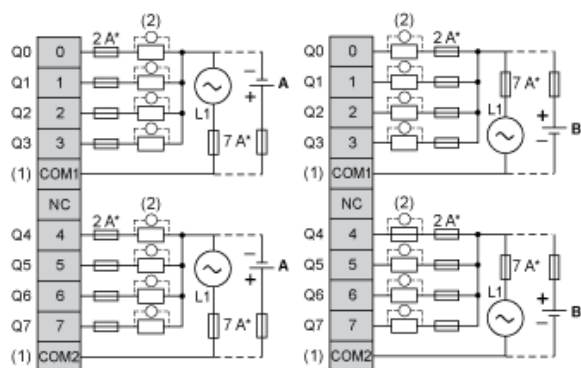 (2)
Q0 0 2 A*
Q1 1 − A
Q2 2 +
Q3 3 L1 7 A*
(1) COM1
NC
(2)
Q4 4 2 A*
Q5 5 − A
Q6 6 +
Q7 7 L1 7 A*
(1) COM2
(2)
Q0 0 2 A*
Q1 1 7 A*
Q2 2 +
Q3 3 L1 − B
(1) COM1
NC
(2)
Q4 4 2 A*
Q5 5 7 A*
Q6 6 +
Q7 7 L1 − B
(1) COM2